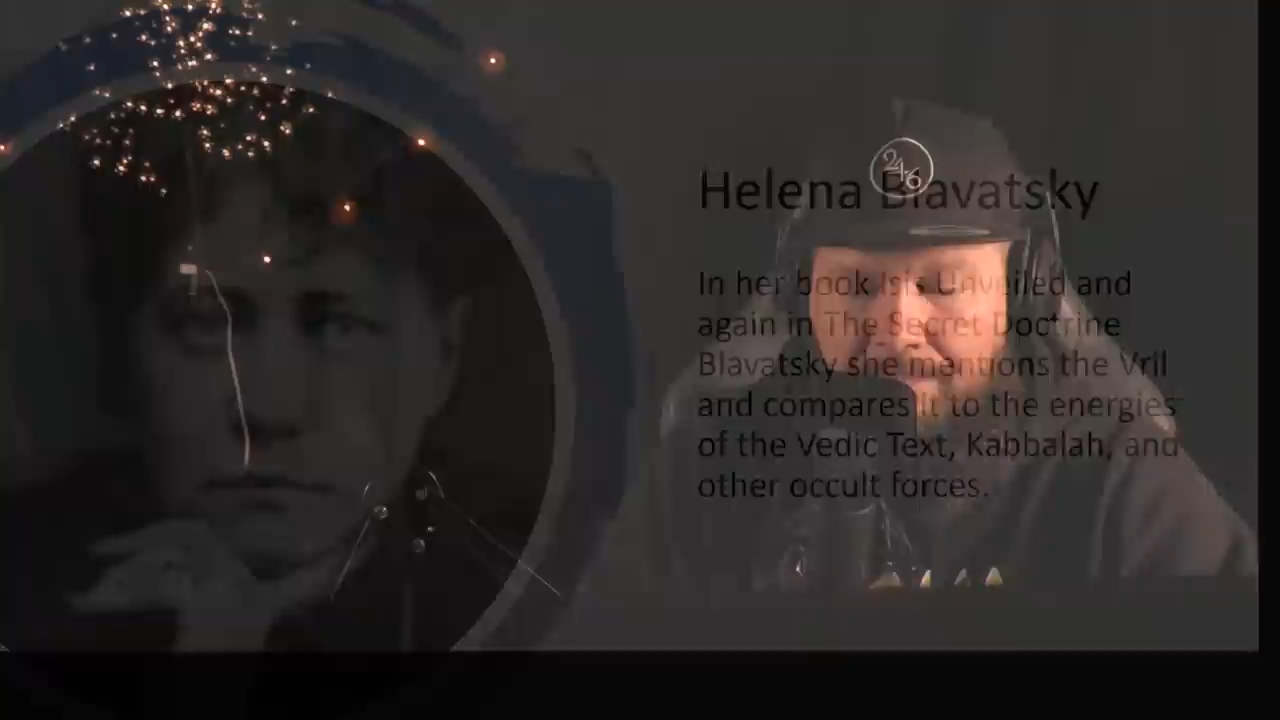 246
Helena Blavatsky
In her book Isis Unveiled and
again in The Secret Doctrine
Blavatsky she mentions the Vril
and compares it to the energies
of the Vedic Text, Kabbalah, and
other occult forces.